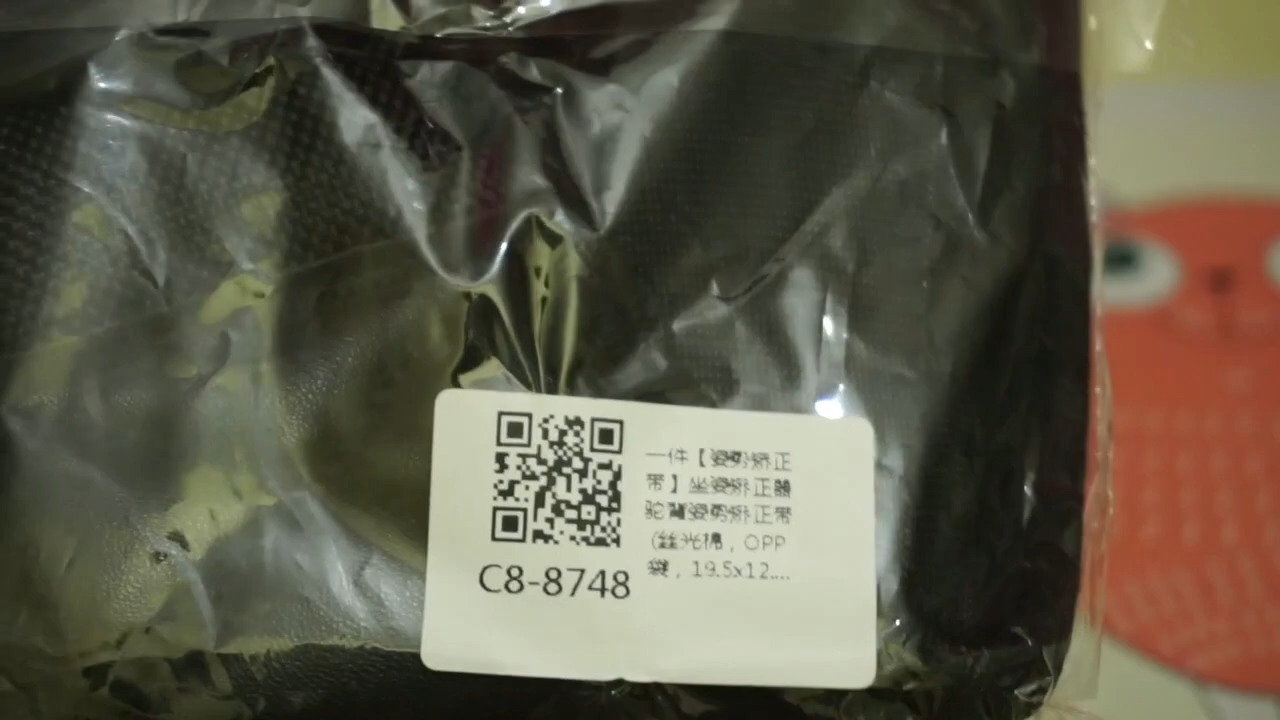 一件【姿勢矯正
帶】坐姿矯正器
駝背姿勢矯正帶
(絲光棉，OPP
袋，19.5x12....
C8-8748